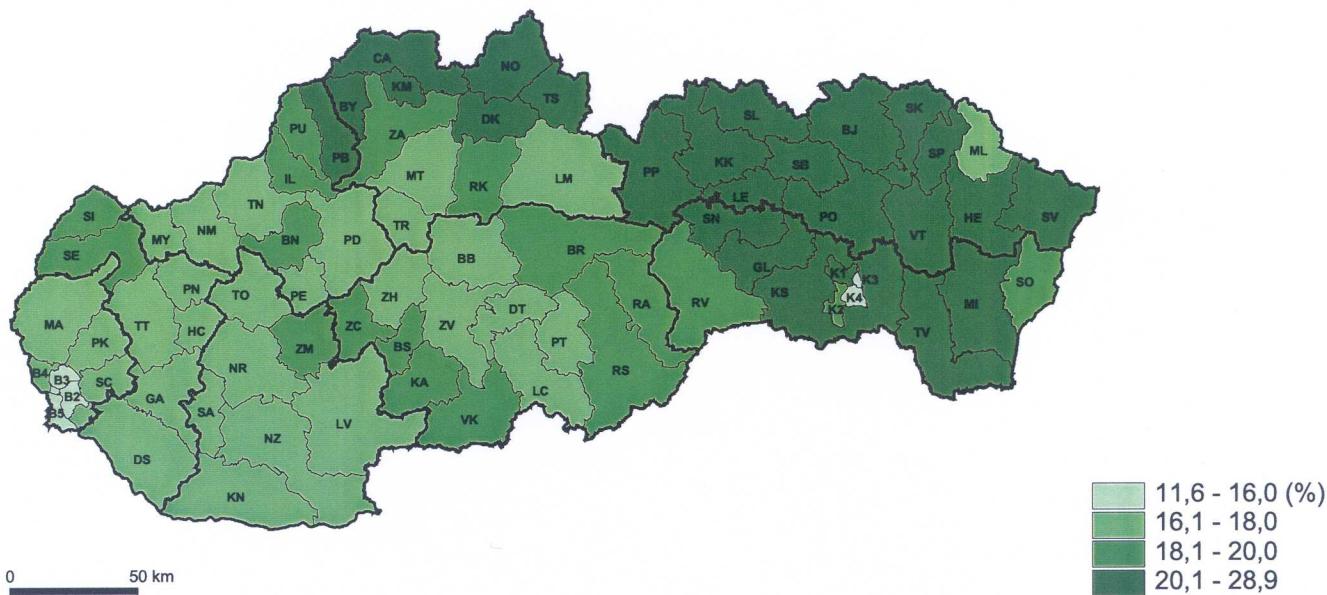 CA
NO
KM
TS
BY
DK
PU
ZA
PB
SL
BJ
SK
SP
ML
PP
KK
SB
IL
MT
RK
LM
LE
PO
HE
SV
SN
VT
SI
TN
MY
NM
TR
SE
BN
PD
BB
BR
GL
K1
K3
KS
K4
K2
MI
SO
PN
TO
PE
ZH
RA
RV
DT
MA
TT
HC
ZM
ZC
ZV
PT
TV
PK
BS
B4
B3
SC
NR
KA
RS
B2
B5
GA
SA
LV
LC
NZ
VK
DS
KN
11,6 - 16,0 (%)
16,1 - 18,0
18,1 - 20,0
20,1 - 28,9
0 50 km